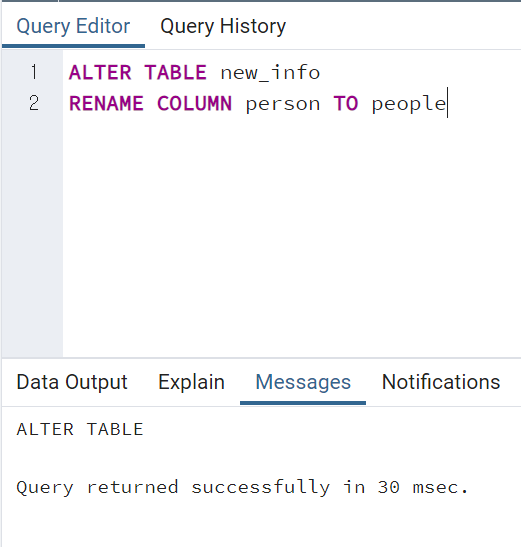 Query Editor Query History
1 ALTER TABLE new_info
2 RENAME COLUMN person TO people
Data Output Explain Messages Notifications
ALTER TABLE
Query returned successfully in 30 msec.